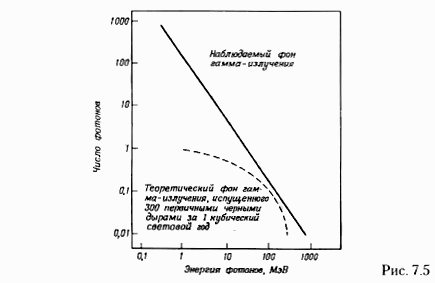 1000
100
10
1
0,1
0,01
Число фотонов
Наблюдаемый фон
гамма-излучения
Теоретический фон гам-
ма-излучения, испущенного
300 первичными черными
дырами за 1 кубический
световой год
0,1 1 10 100 1000
Энергия фотонов, МэВ
Рис. 7.5